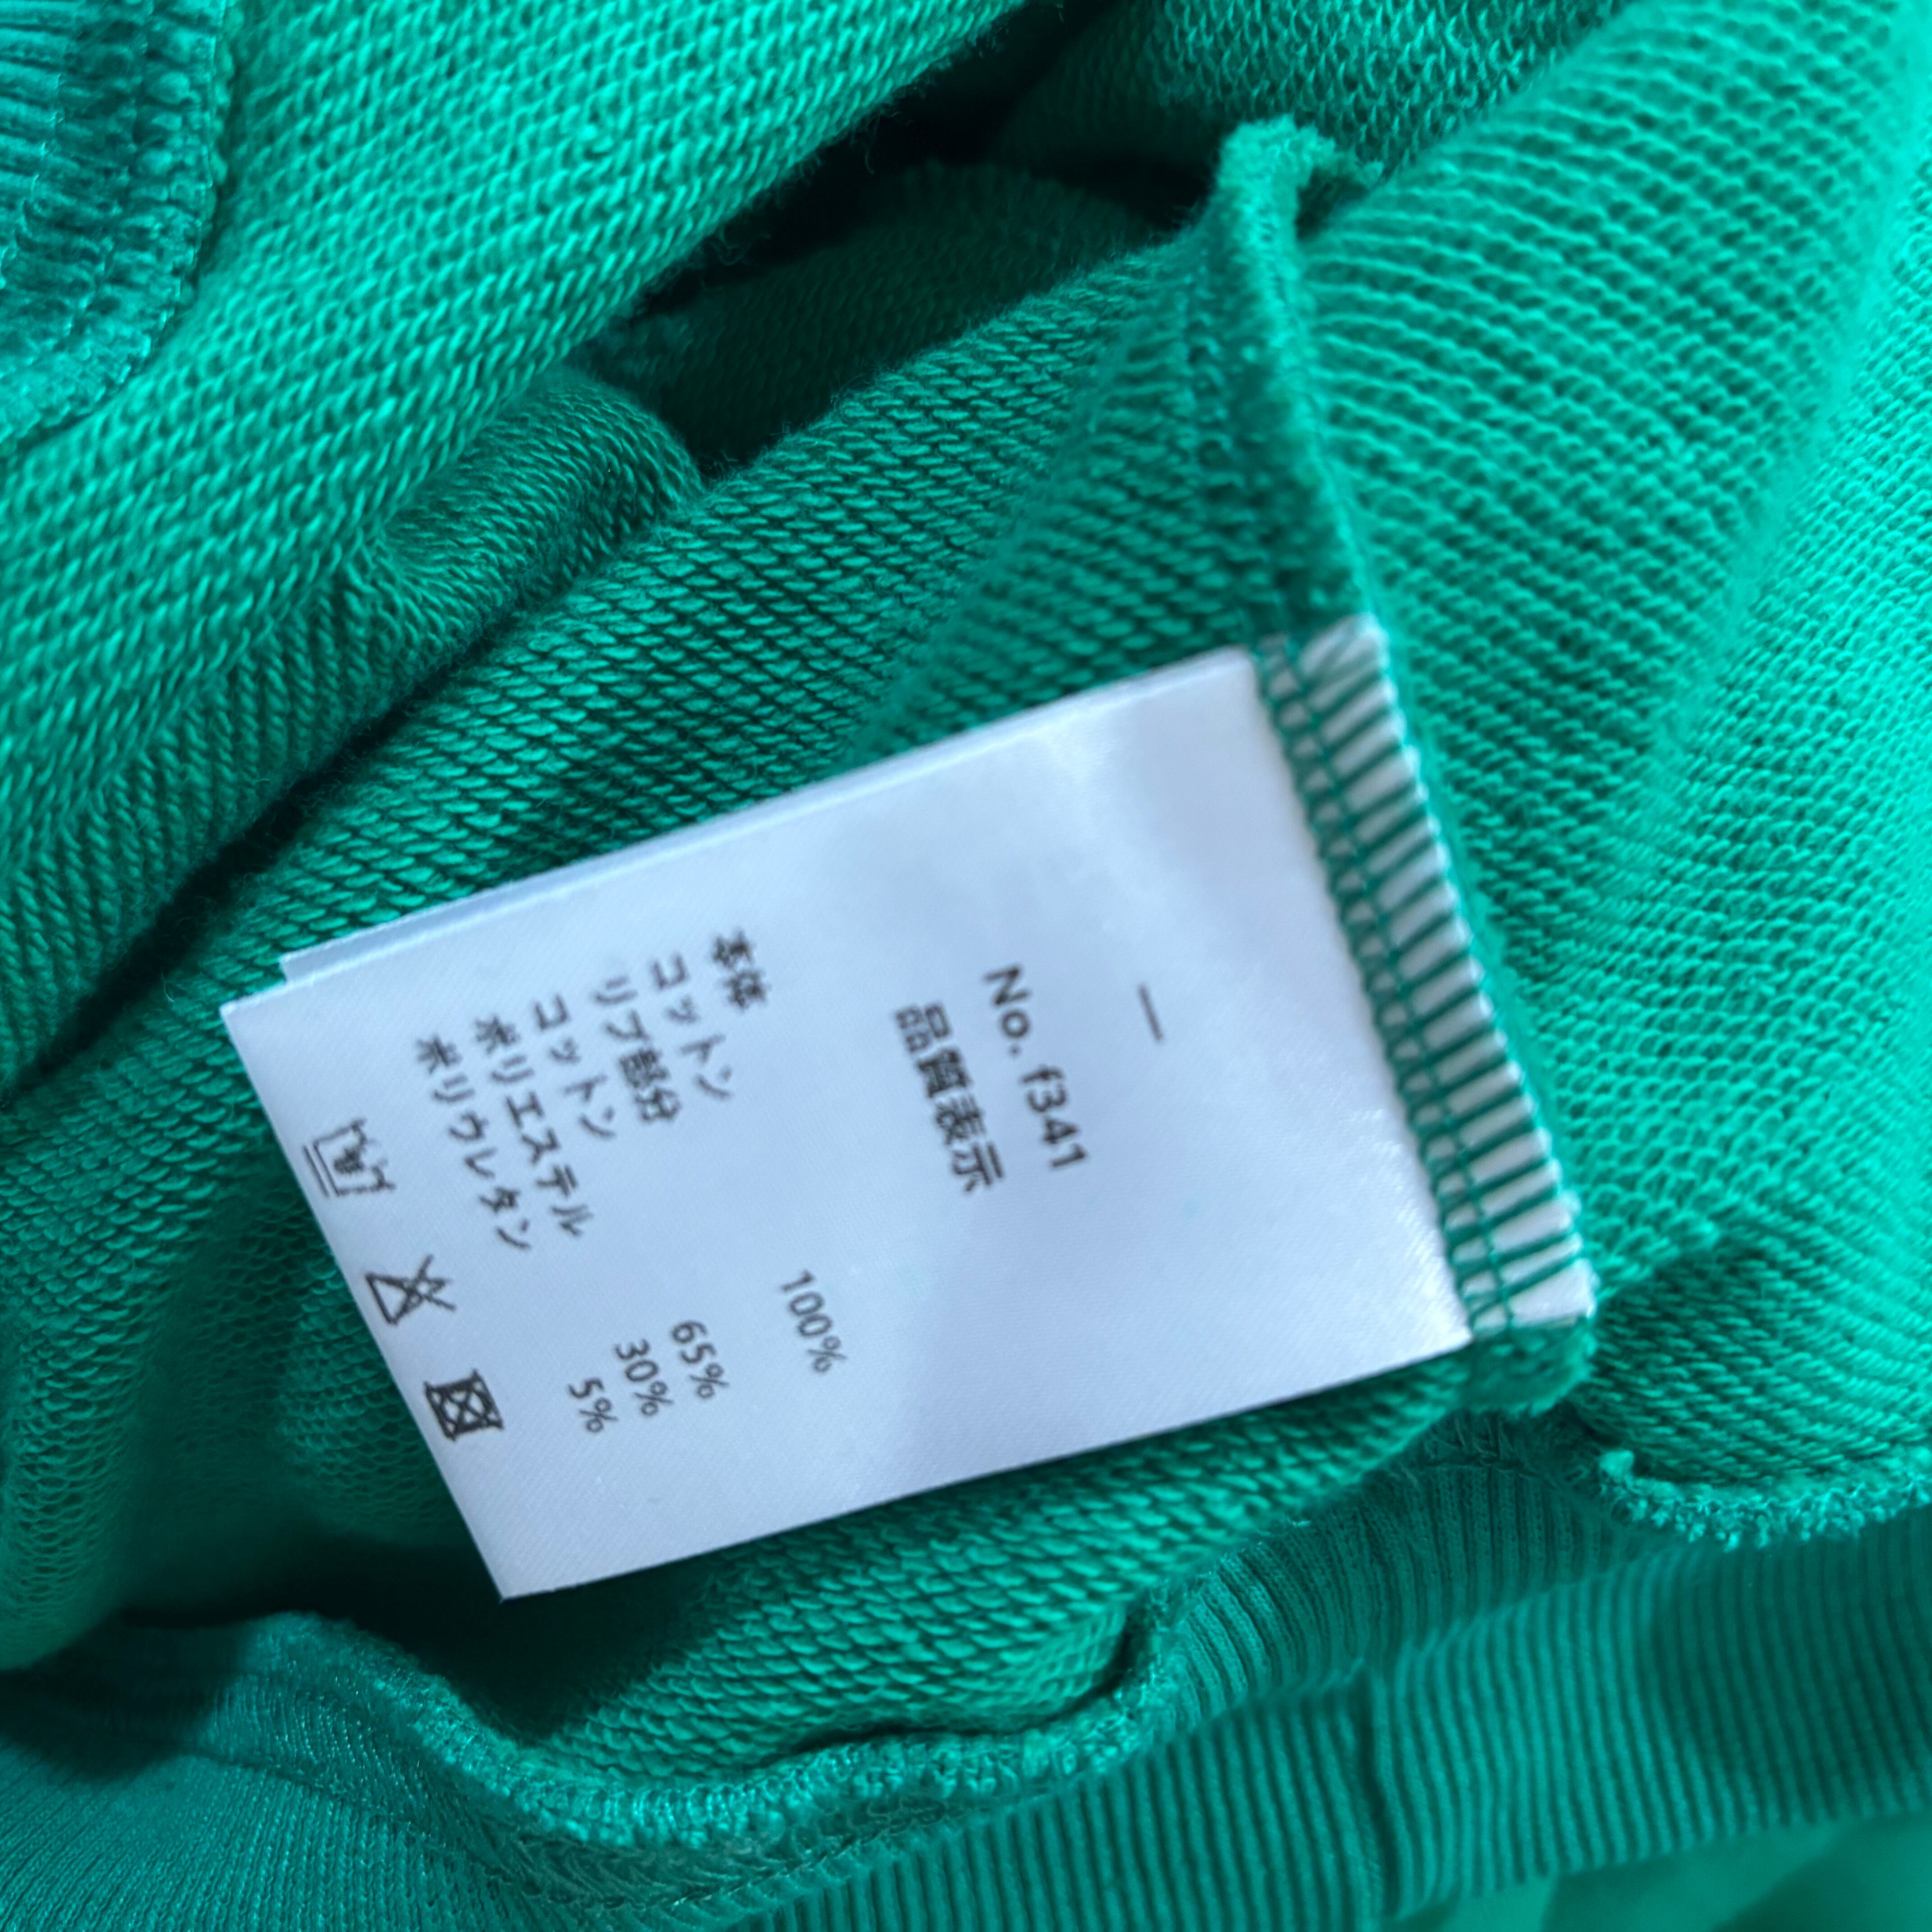 —
No. f341
品質表示
本体
コットン 100%
リブ部分
コットン 65%
ポリエステル 30%
ポリウレタン 5%